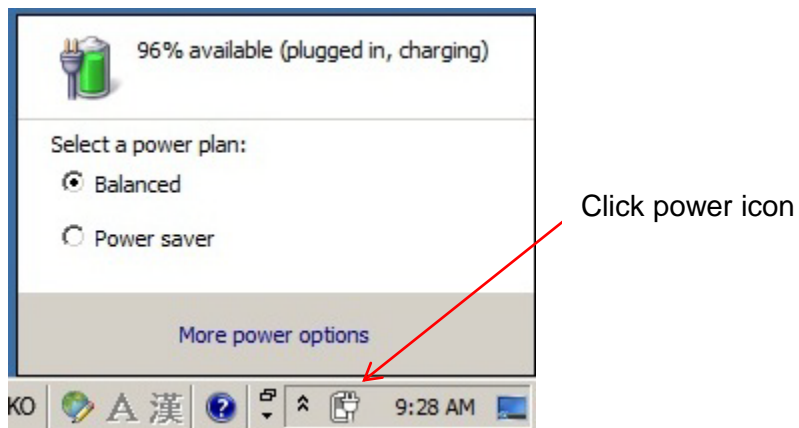 96% available (plugged in, charging)
Select a power plan:
Balanced
Power saver
Click power icon
More power options
KO A 漢 ? 9:28 AM